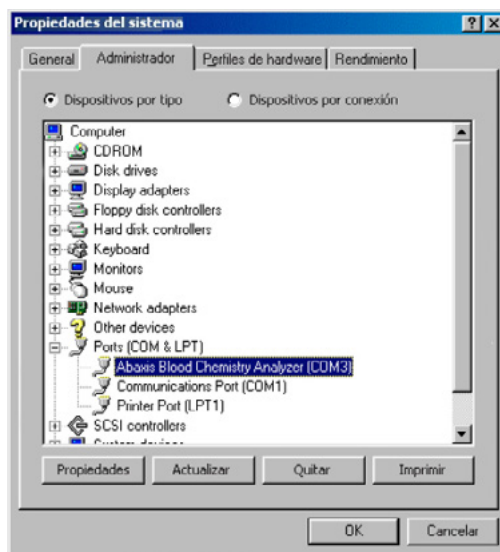 Propiedades del sistema
General Administrador Perfiles de hardware Rendimiento
Dispositivos por tipo Dispositivos por conexión
Computer
CDROM
Disk drives
Display adapters
Floppy disk controllers
Hard disk controllers
Keyboard
Monitors
Mouse
Network adapters
Other devices
Ports (COM & LPT)
Abaxis Blood Chemistry Analyzer (COM3)
Communications Port (COM1)
Printer Port (LPT1)
SCSI controllers
System devices
Propiedades Actualizar Quitar Imprimir
OK Cancelar